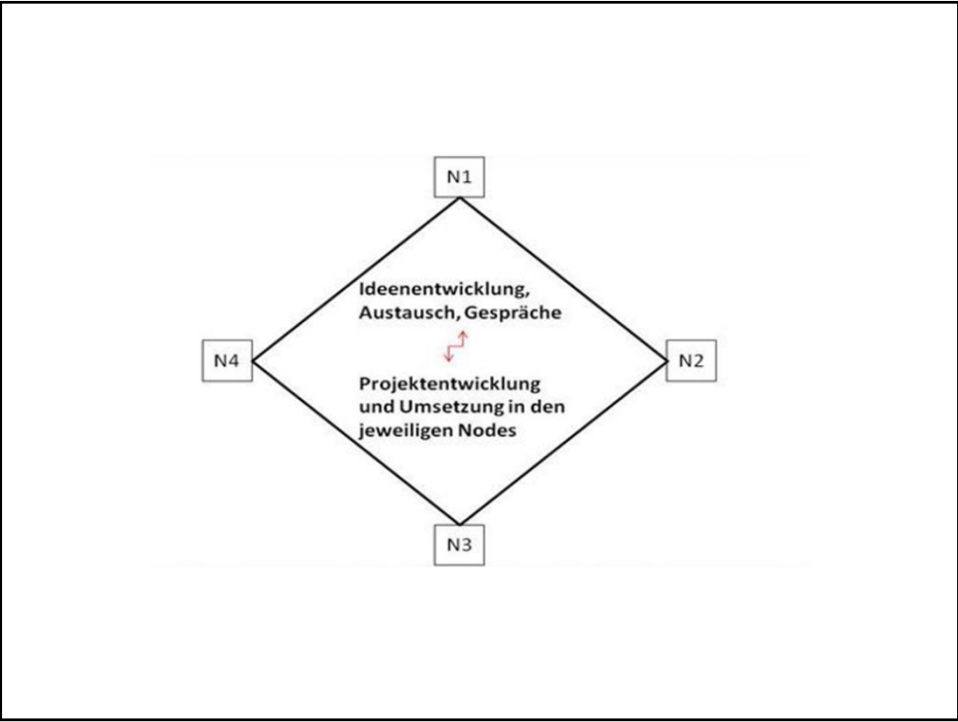 N1
Ideenentwicklung,
Austausch, Gespräche
N4
N2
Projektentwicklung
und Umsetzung in den
jeweiligen Nodes
N3